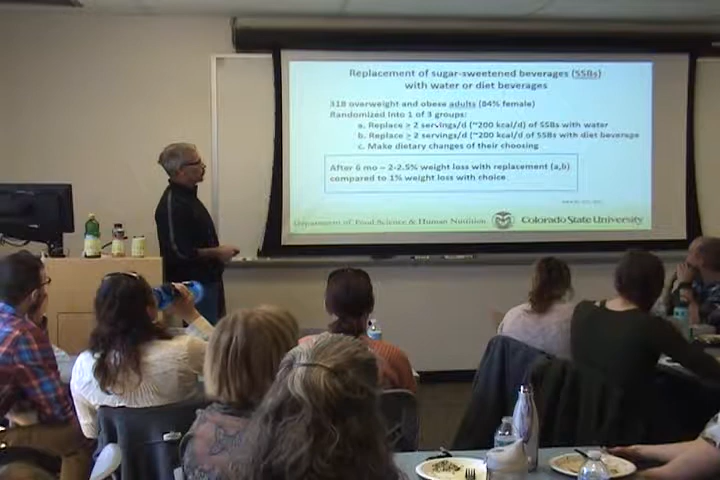 Replacement of sugar-sweetened beverages (SSBs)
with water or diet beverages
318 overweight and obese adults (84% female)
Randomized into 1 of 3 groups:
a. Replace ≥ 2 servings/d (~200 kcal/d) of SSBs with water
b. Replace ≥ 2 servings/d (~200 kcal/d of SSBs with diet beverage
c. Make dietary changes of their choosing
After 6 mo – 2-2.5% weight loss with replacement (a,b)
compared to 1% weight loss with choice
Department of Food Science & Human Nutrition
Colorado State University